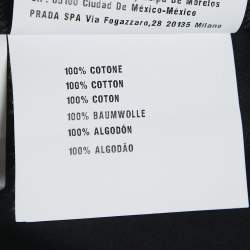 05100 Ciudad De México-México
PRADA SPA Via Fogazzaro, 28 20135 Milano
100% COTONE
100% COTTON
100% COTON
100% BAUMWOLLE
100% ALGODÓN
100% ALGODÃO